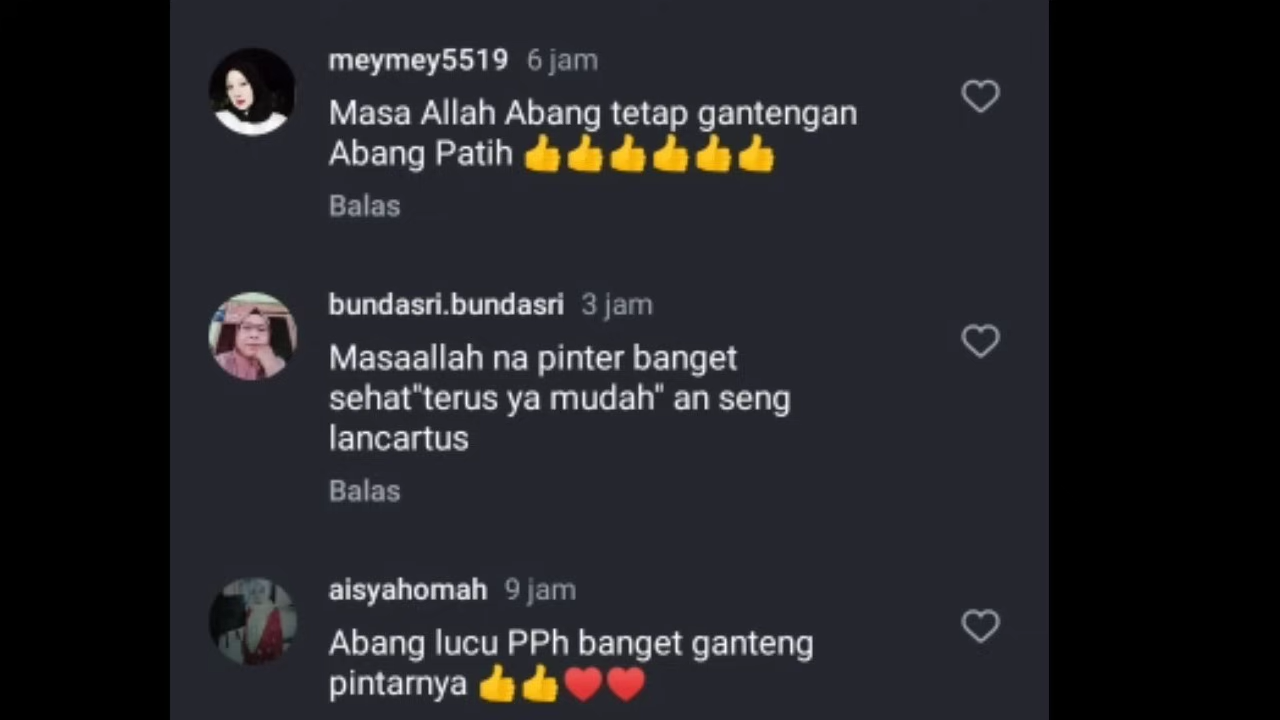 meymey5519 6 jam
Masa Allah Abang tetap gantengan
Abang Patih 👍👍👍👍👍👍
Balas
bundasri.bundasri 3 jam
Masaallah na pinter banget
sehat"terus ya mudah" an seng
lancartus
Balas
aisyahomah 9 jam
Abang lucu PPh banget ganteng
pintarnya 👍👍❤️❤️